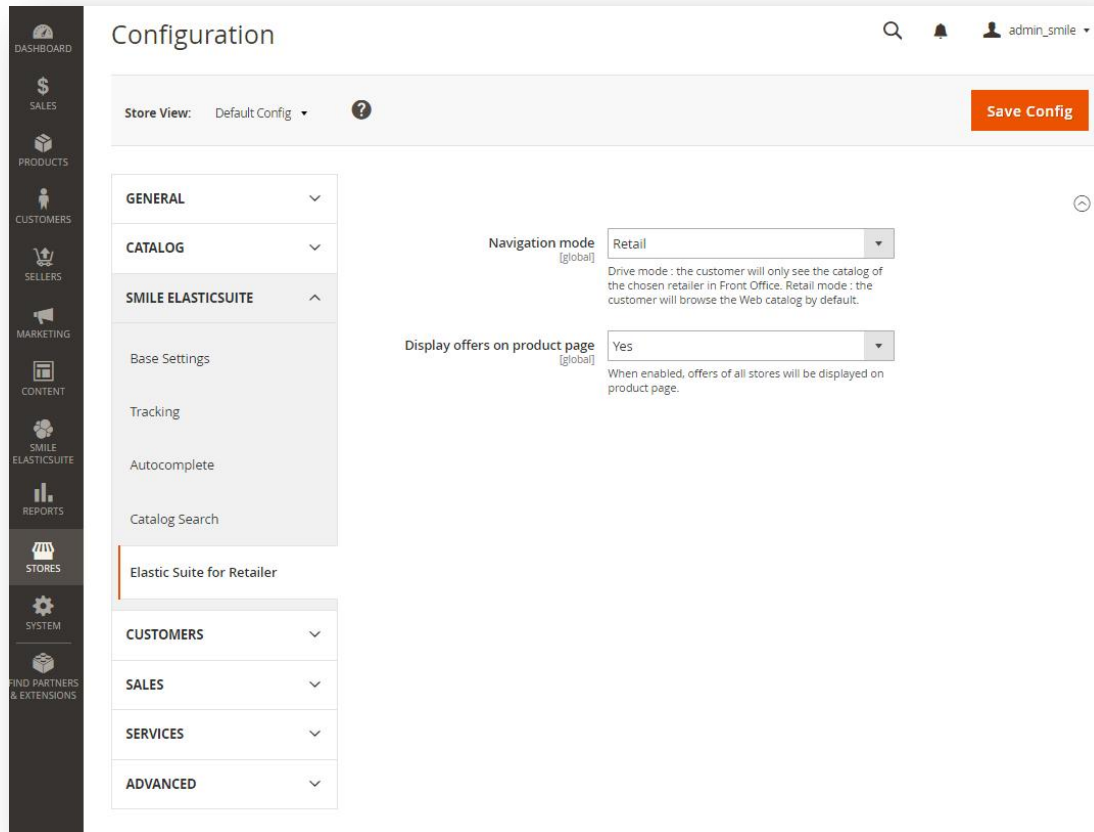 DASHBOARD
SALES
PRODUCTS
CUSTOMERS
SELLERS
MARKETING
CONTENT
SMILE
ELASTICSUITE
REPORTS
STORES
SYSTEM
FIND PARTNERS
& EXTENSIONS
Configuration
admin_smile
Store View: Default Config
?
Save Config
GENERAL
CATALOG
SMILE ELASTICSUITE
Base Settings
Tracking
Autocomplete
Catalog Search
Elastic Suite for Retailer
CUSTOMERS
SALES
SERVICES
ADVANCED
Navigation mode
[global]
Retail
Drive mode : the customer will only see the catalog of
the chosen retailer in Front Office. Retail mode : the
customer will browse the Web catalog by default.
Display offers on product page
[global]
Yes
When enabled, offers of all stores will be displayed on
product page.